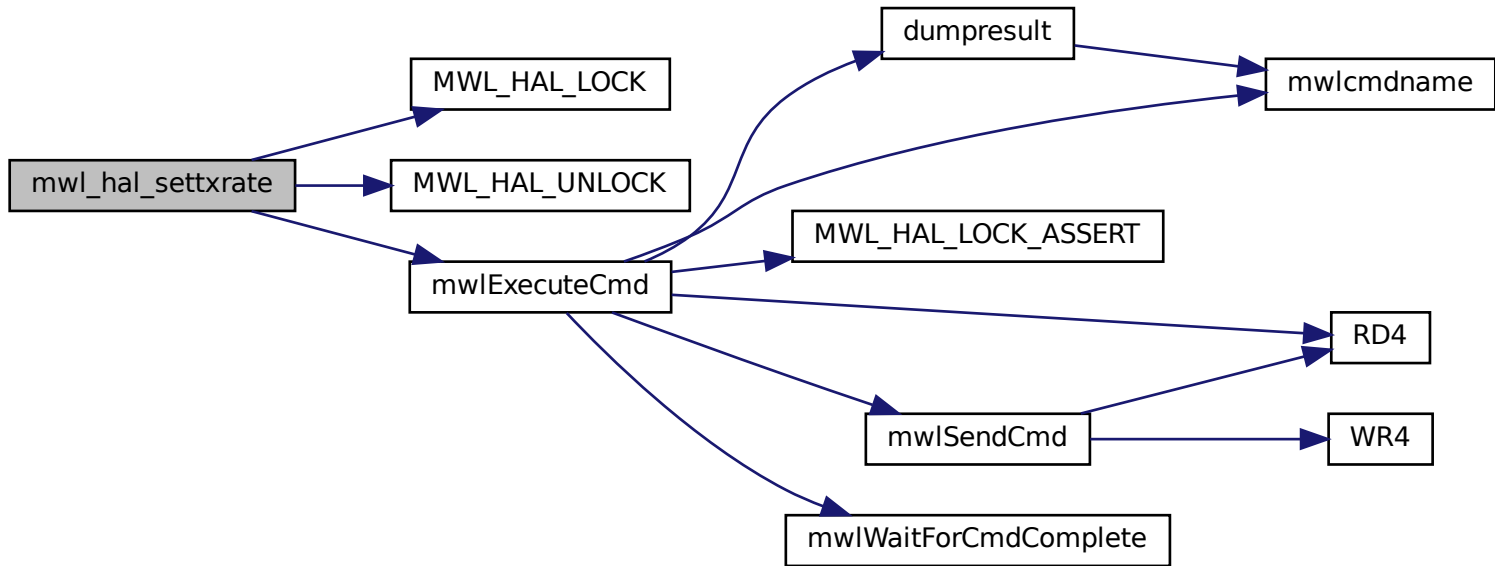 dumpresult
MWL_HAL_LOCK
mwlcmdname
mwl_hal_settxrate
MWL_HAL_UNLOCK
MWL_HAL_LOCK_ASSERT
mwlExecuteCmd
RD4
mwlSendCmd
WR4
mwlWaitForCmdComplete